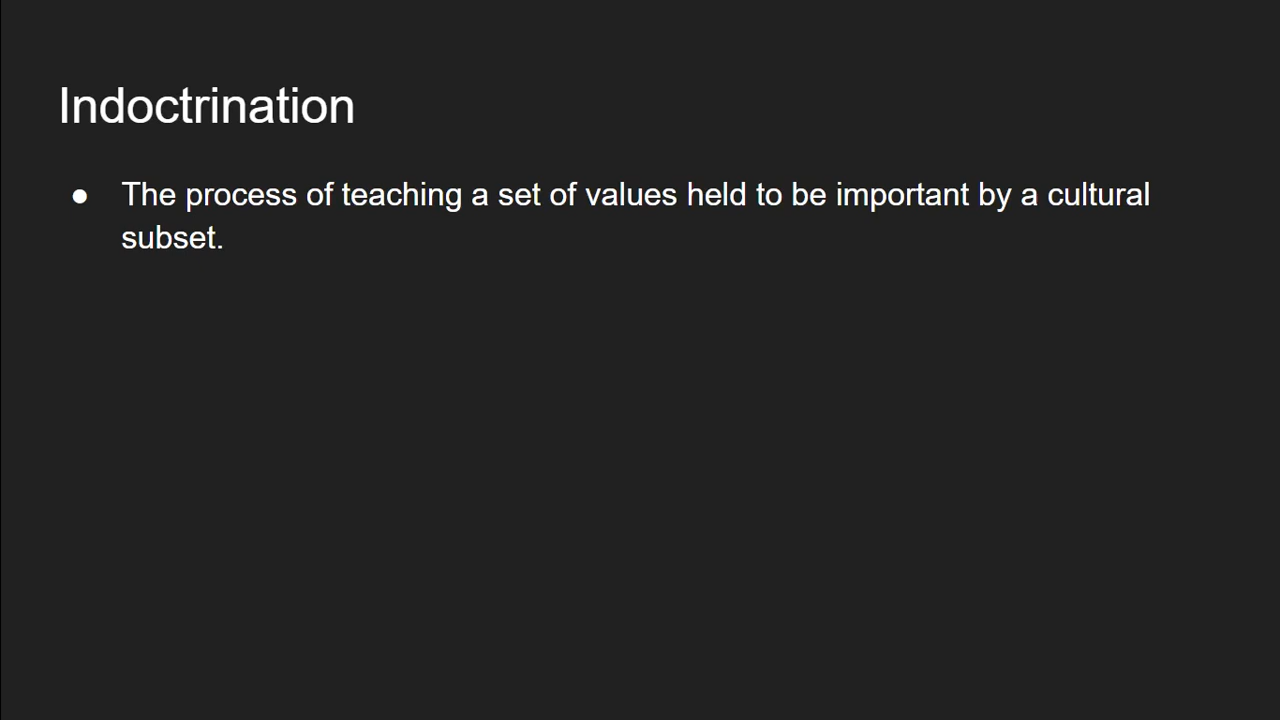 Indoctrination
● The process of teaching a set of values held to be important by a cultural
subset.